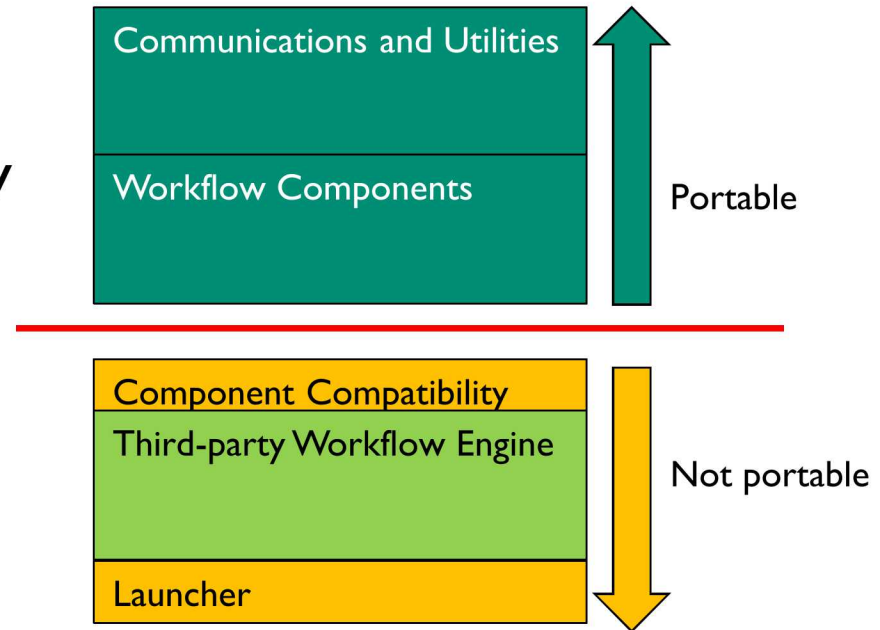 Communications and Utilities
Workflow Components
Portable
Component Compatibility
Third-party Workflow Engine
Not portable
Launcher